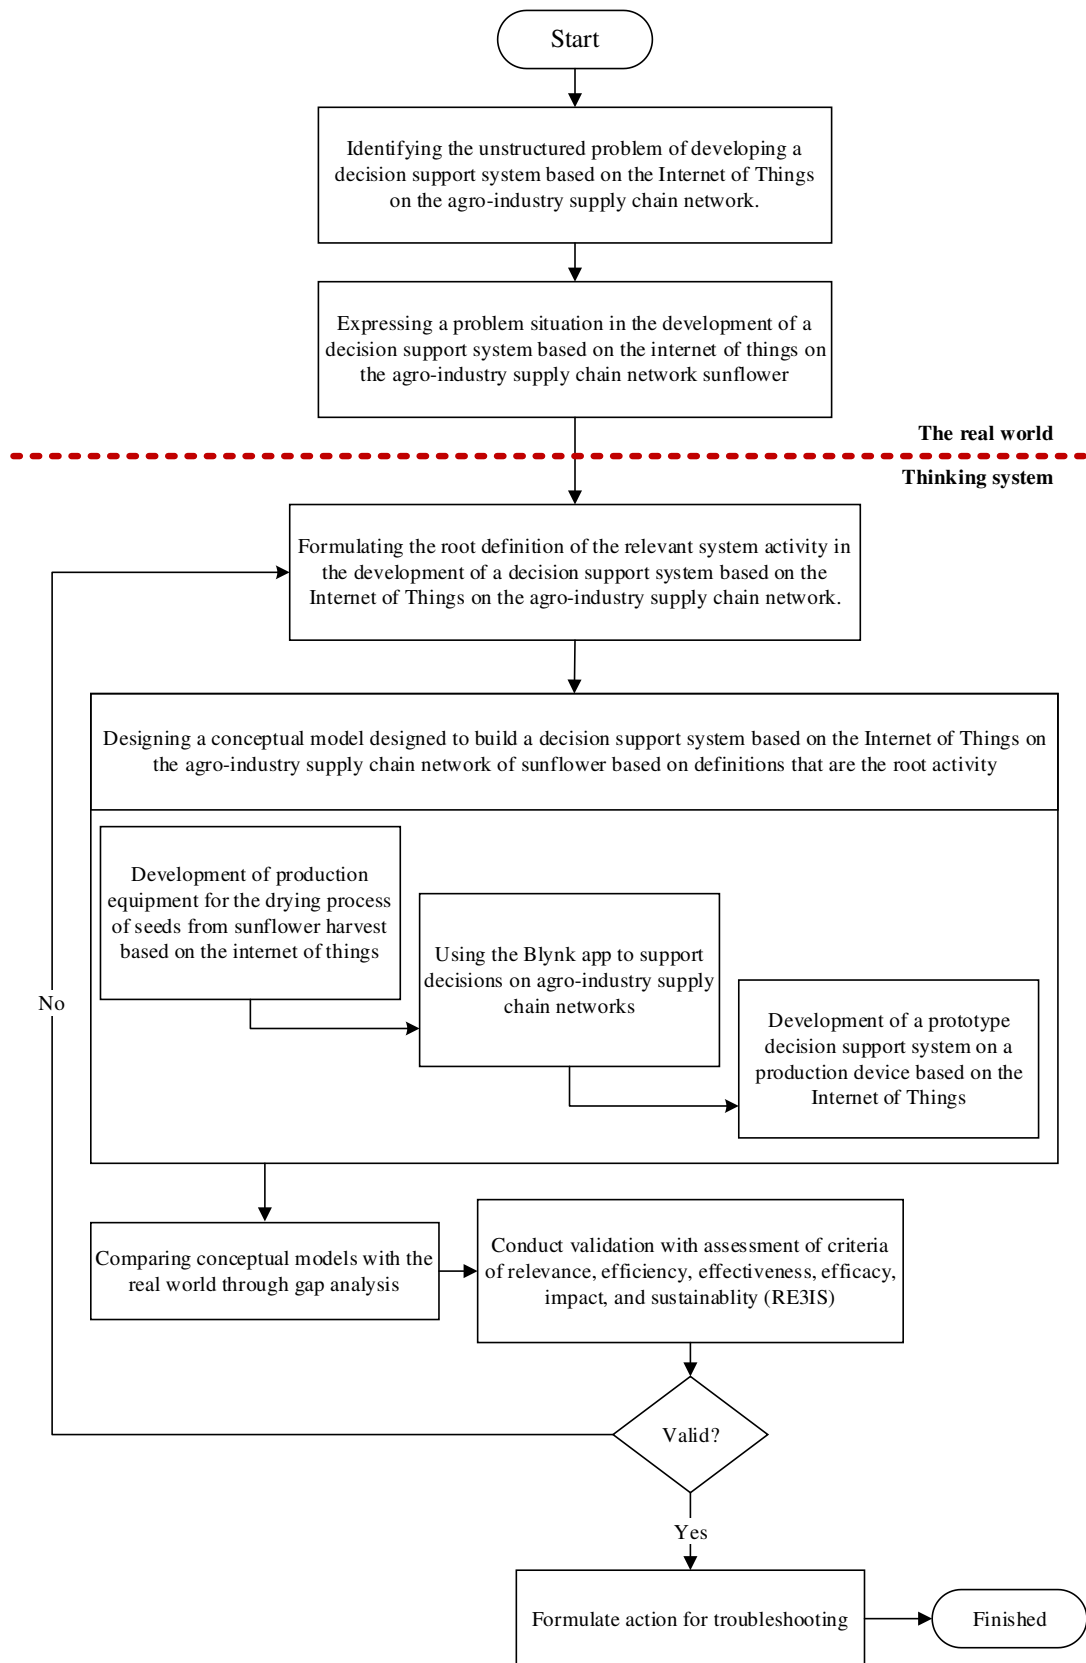 Start
Identifying the unstructured problem of developing a
decision support system based on the Internet of Things
on the agro-industry supply chain network.
Expressing a problem situation in the development of a
decision support system based on the internet of things on
the agro-industry supply chain network sunflower
The real world
Thinking system
Formulating the root definition of the relevant system activity in
the development of a decision support system based on the
Internet of Things on the agro-industry supply chain network.
Designing a conceptual model designed to build a decision support system based on the Internet of Things on
the agro-industry supply chain network of sunflower based on definitions that are the root activity
Development of production
equipment for the drying process
of seeds from sunflower harvest
based on the internet of things
Using the Blynk app to support
decisions on agro-industry supply
chain networks
Development of a prototype
decision support system on a
production device based on the
Internet of Things
No
Comparing conceptual models with the
real world through gap analysis
Conduct validation with assessment of criteria
of relevance, efficiency, effectiveness, efficacy,
impact, and sustainablity (RE3IS)
Valid?
Yes
Formulate action for troubleshooting
Finished